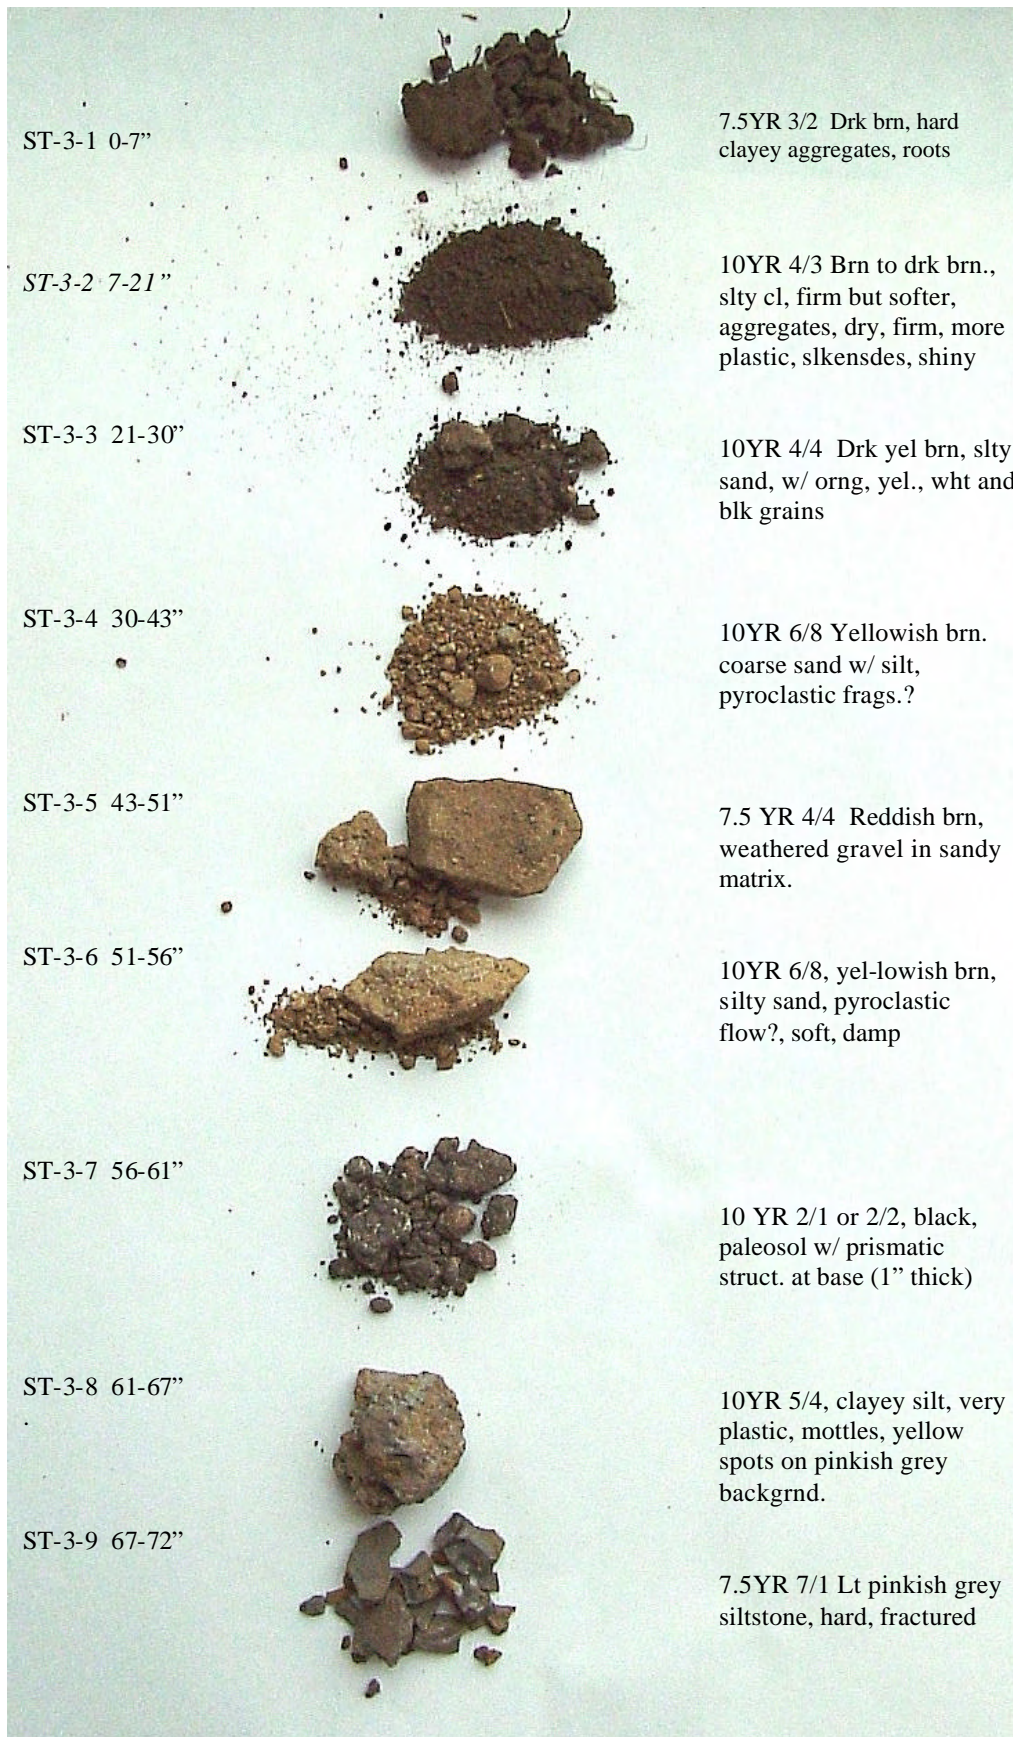 ST-3-1 0-7”
7.5YR 3/2 Drk brn, hard
clayey aggregates, roots
ST-3-2 7-21”
10YR 4/3 Brn to drk brn.,
slty cl, firm but softer,
aggregates, dry, firm, more
plastic, slkensdes, shiny
ST-3-3 21-30”
10YR 4/4 Drk yel brn, slty
sand, w/ orng, yel., wht and
blk grains
ST-3-4 30-43”
10YR 6/8 Yellowish brn.
coarse sand w/ silt,
pyroclastic frags.?
ST-3-5 43-51”
7.5 YR 4/4 Reddish brn,
weathered gravel in sandy
matrix.
ST-3-6 51-56”
10YR 6/8, yel-lowish brn,
silty sand, pyroclastic
flow?, soft, damp
ST-3-7 56-61”
10 YR 2/1 or 2/2, black,
paleosol w/ prismatic
struct. at base (1” thick)
ST-3-8 61-67”
.
10YR 5/4, clayey silt, very
plastic, mottles, yellow
spots on pinkish grey
backgrnd.
ST-3-9 67-72”
7.5YR 7/1 Lt pinkish grey
siltstone, hard, fractured